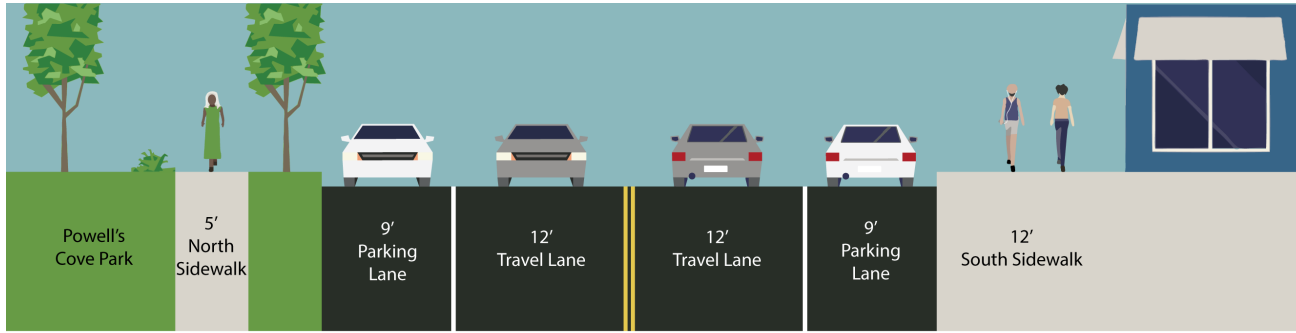 Powell’s
Cove Park
5’
North
Sidewalk
9’
Parking
Lane
12’
Travel Lane
12’
Travel Lane
9’
Parking
Lane
12’
South Sidewalk